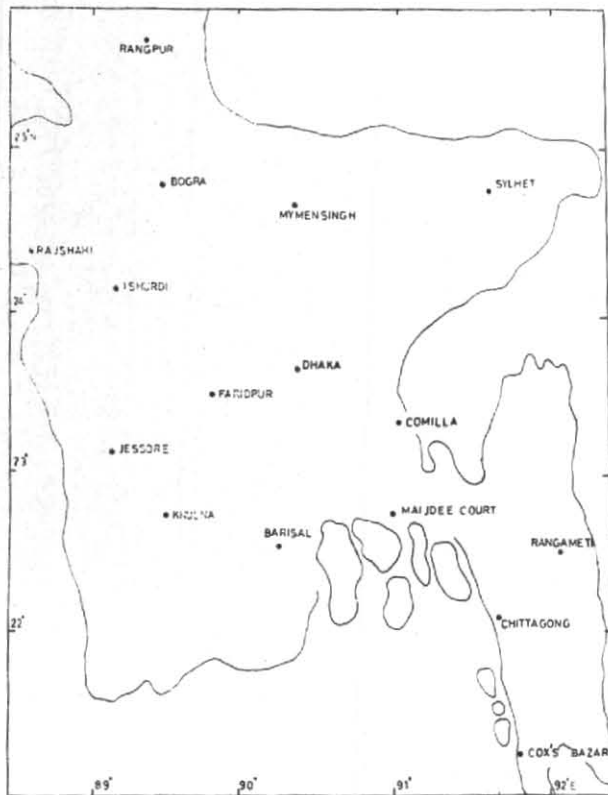 RANGPUR
25°N
BOGRA
SYLHET
MYMENSINGH
RAJSHAHI
ISHURDI
24°
DHAKA
FARIDPUR
COMILLA
JESSORE
23°
KHULNA
MAIJDEE COURT
BARISAL
RANGAMETI
22°
CHITTAGONG
COX'S BAZAR
89° 90° 91° 92°E